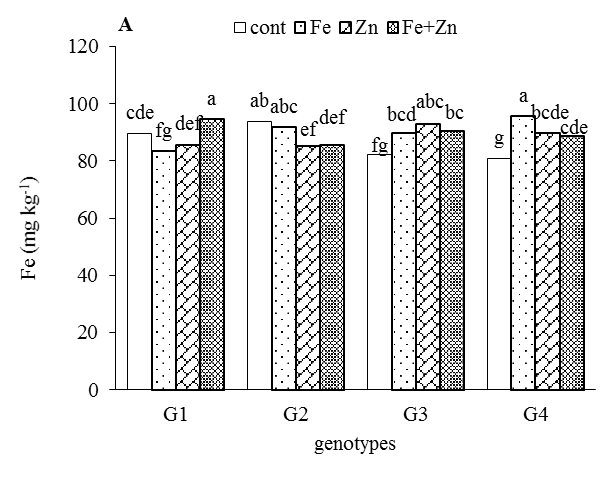 A
cont Fe Zn Fe+Zn
120
100
80
60
40
20
0
Fe (mg kg⁻¹)
cde fg def a
ab abc ef def
fg bcd abc bc
g a bcde cde
G1 G2 G3 G4
genotypes